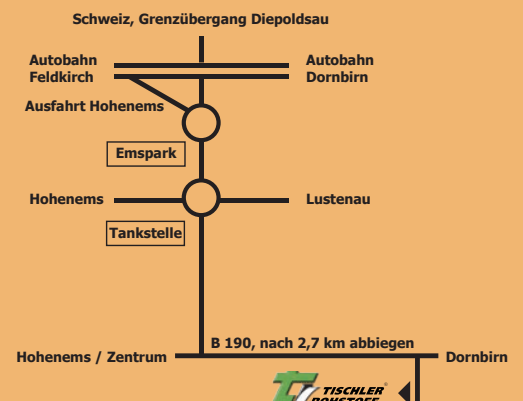 Schweiz, Grenzübergang Diepoldsau
Autobahn
Feldkirch
Autobahn
Dornbirn
Ausfahrt Hohenems
Emspark
Hohenems
Lustenau
Tankstelle
B 190, nach 2,7 km abbiegen
Hohenems / Zentrum
Dornbirn
TISCHLER
ROHSTOFF